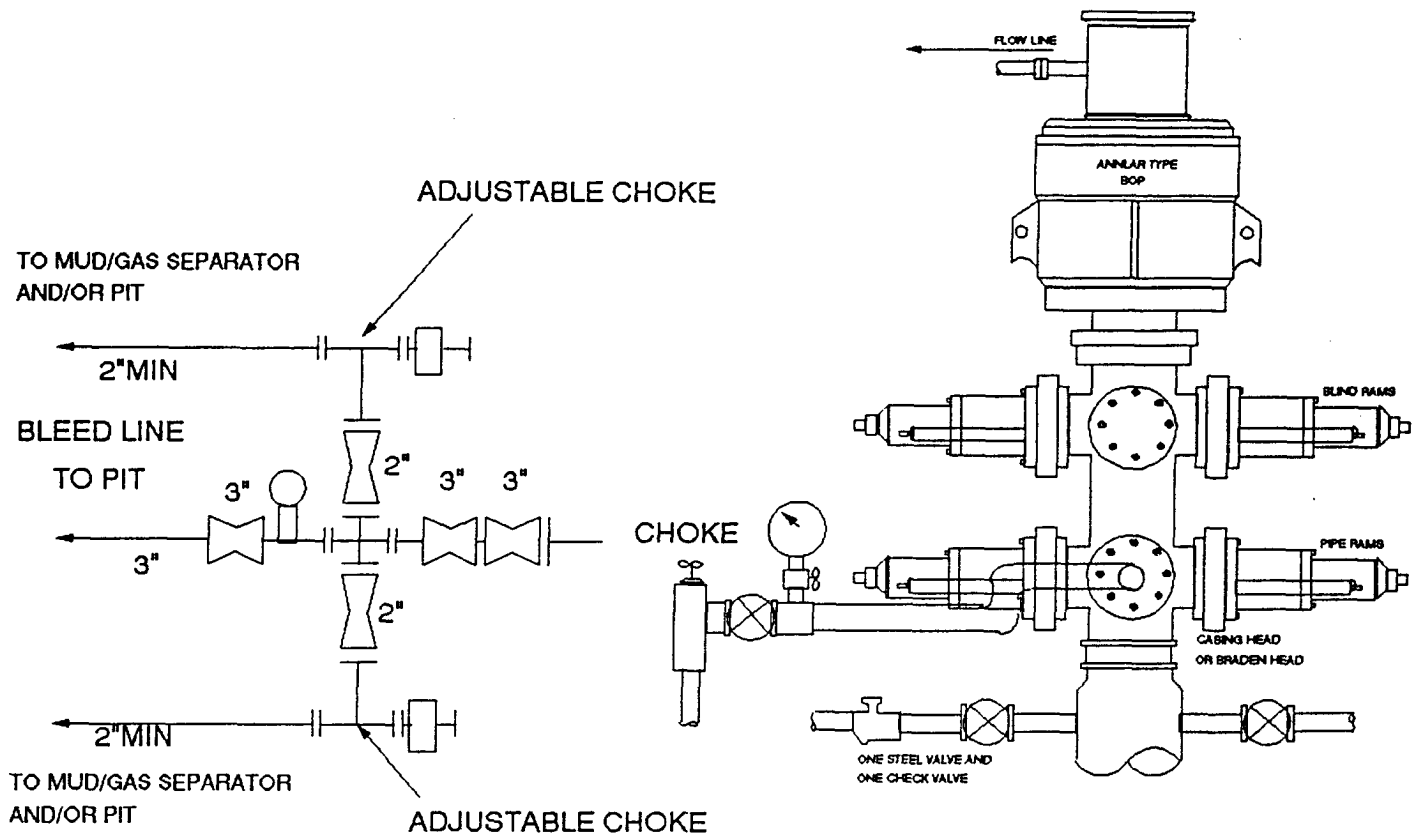 FLOW LINE
ANNLAR TYPE
BOP
ADJUSTABLE CHOKE
TO MUD/GAS SEPARATOR
AND/OR PIT
2"MIN
BLEED LINE
TO PIT
2"
3"
3"
3"
3"
2"
2"MIN
TO MUD/GAS SEPARATOR
AND/OR PIT
ADJUSTABLE CHOKE
BLIND RAMS
CHOKE
PIPE RAMS
CASING HEAD
OR BRADEN HEAD
ONE STEEL VALVE AND
ONE CHECK VALVE